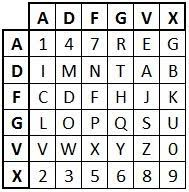 A D F G V X
A 1 4 7 R E G
D I M N T A B
F C D F H J K
G L O P Q S U
V V W X Y Z 0
X 2 3 5 6 8 9